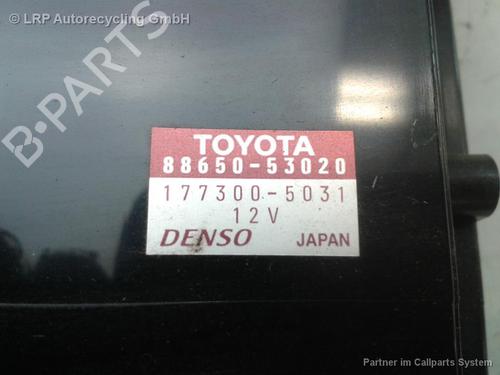 © LRP Autorecycling GmbH
B-PARTS
TOYOTA
88650-53020
177300-5031
12V
DENSO JAPAN
Partner im Callparts System